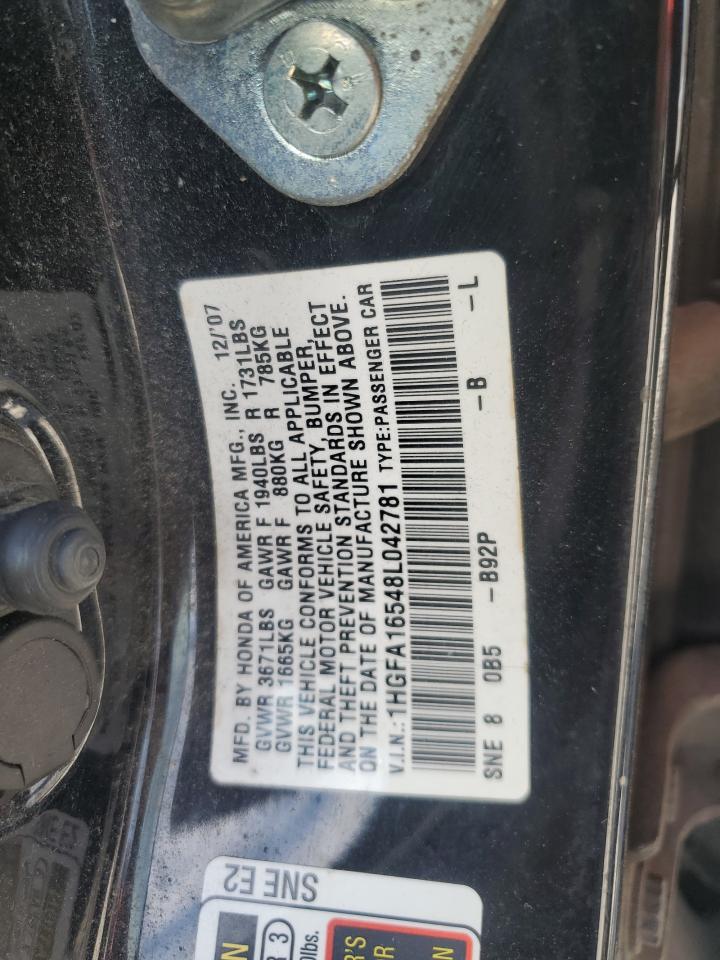 MFD. BY HONDA OF AMERICA MFG., INC. 12/'07
GVWR 3671LBS GAWR F 1940LBS R 1731LBS
GVWR 1665KG GAWR F 880KG R 785KG
THIS VEHICLE CONFORMS TO ALL APPLICABLE
FEDERAL MOTOR VEHICLE SAFETY, BUMPER,
AND THEFT PREVENTION STANDARDS IN EFFECT
ON THE DATE OF MANUFACTURE SHOWN ABOVE.
V.I.N.:1HGFA16548L042781 TYPE:PASSENGER CAR
SNE 8 0B5 -B92P -B -L
SNE E2